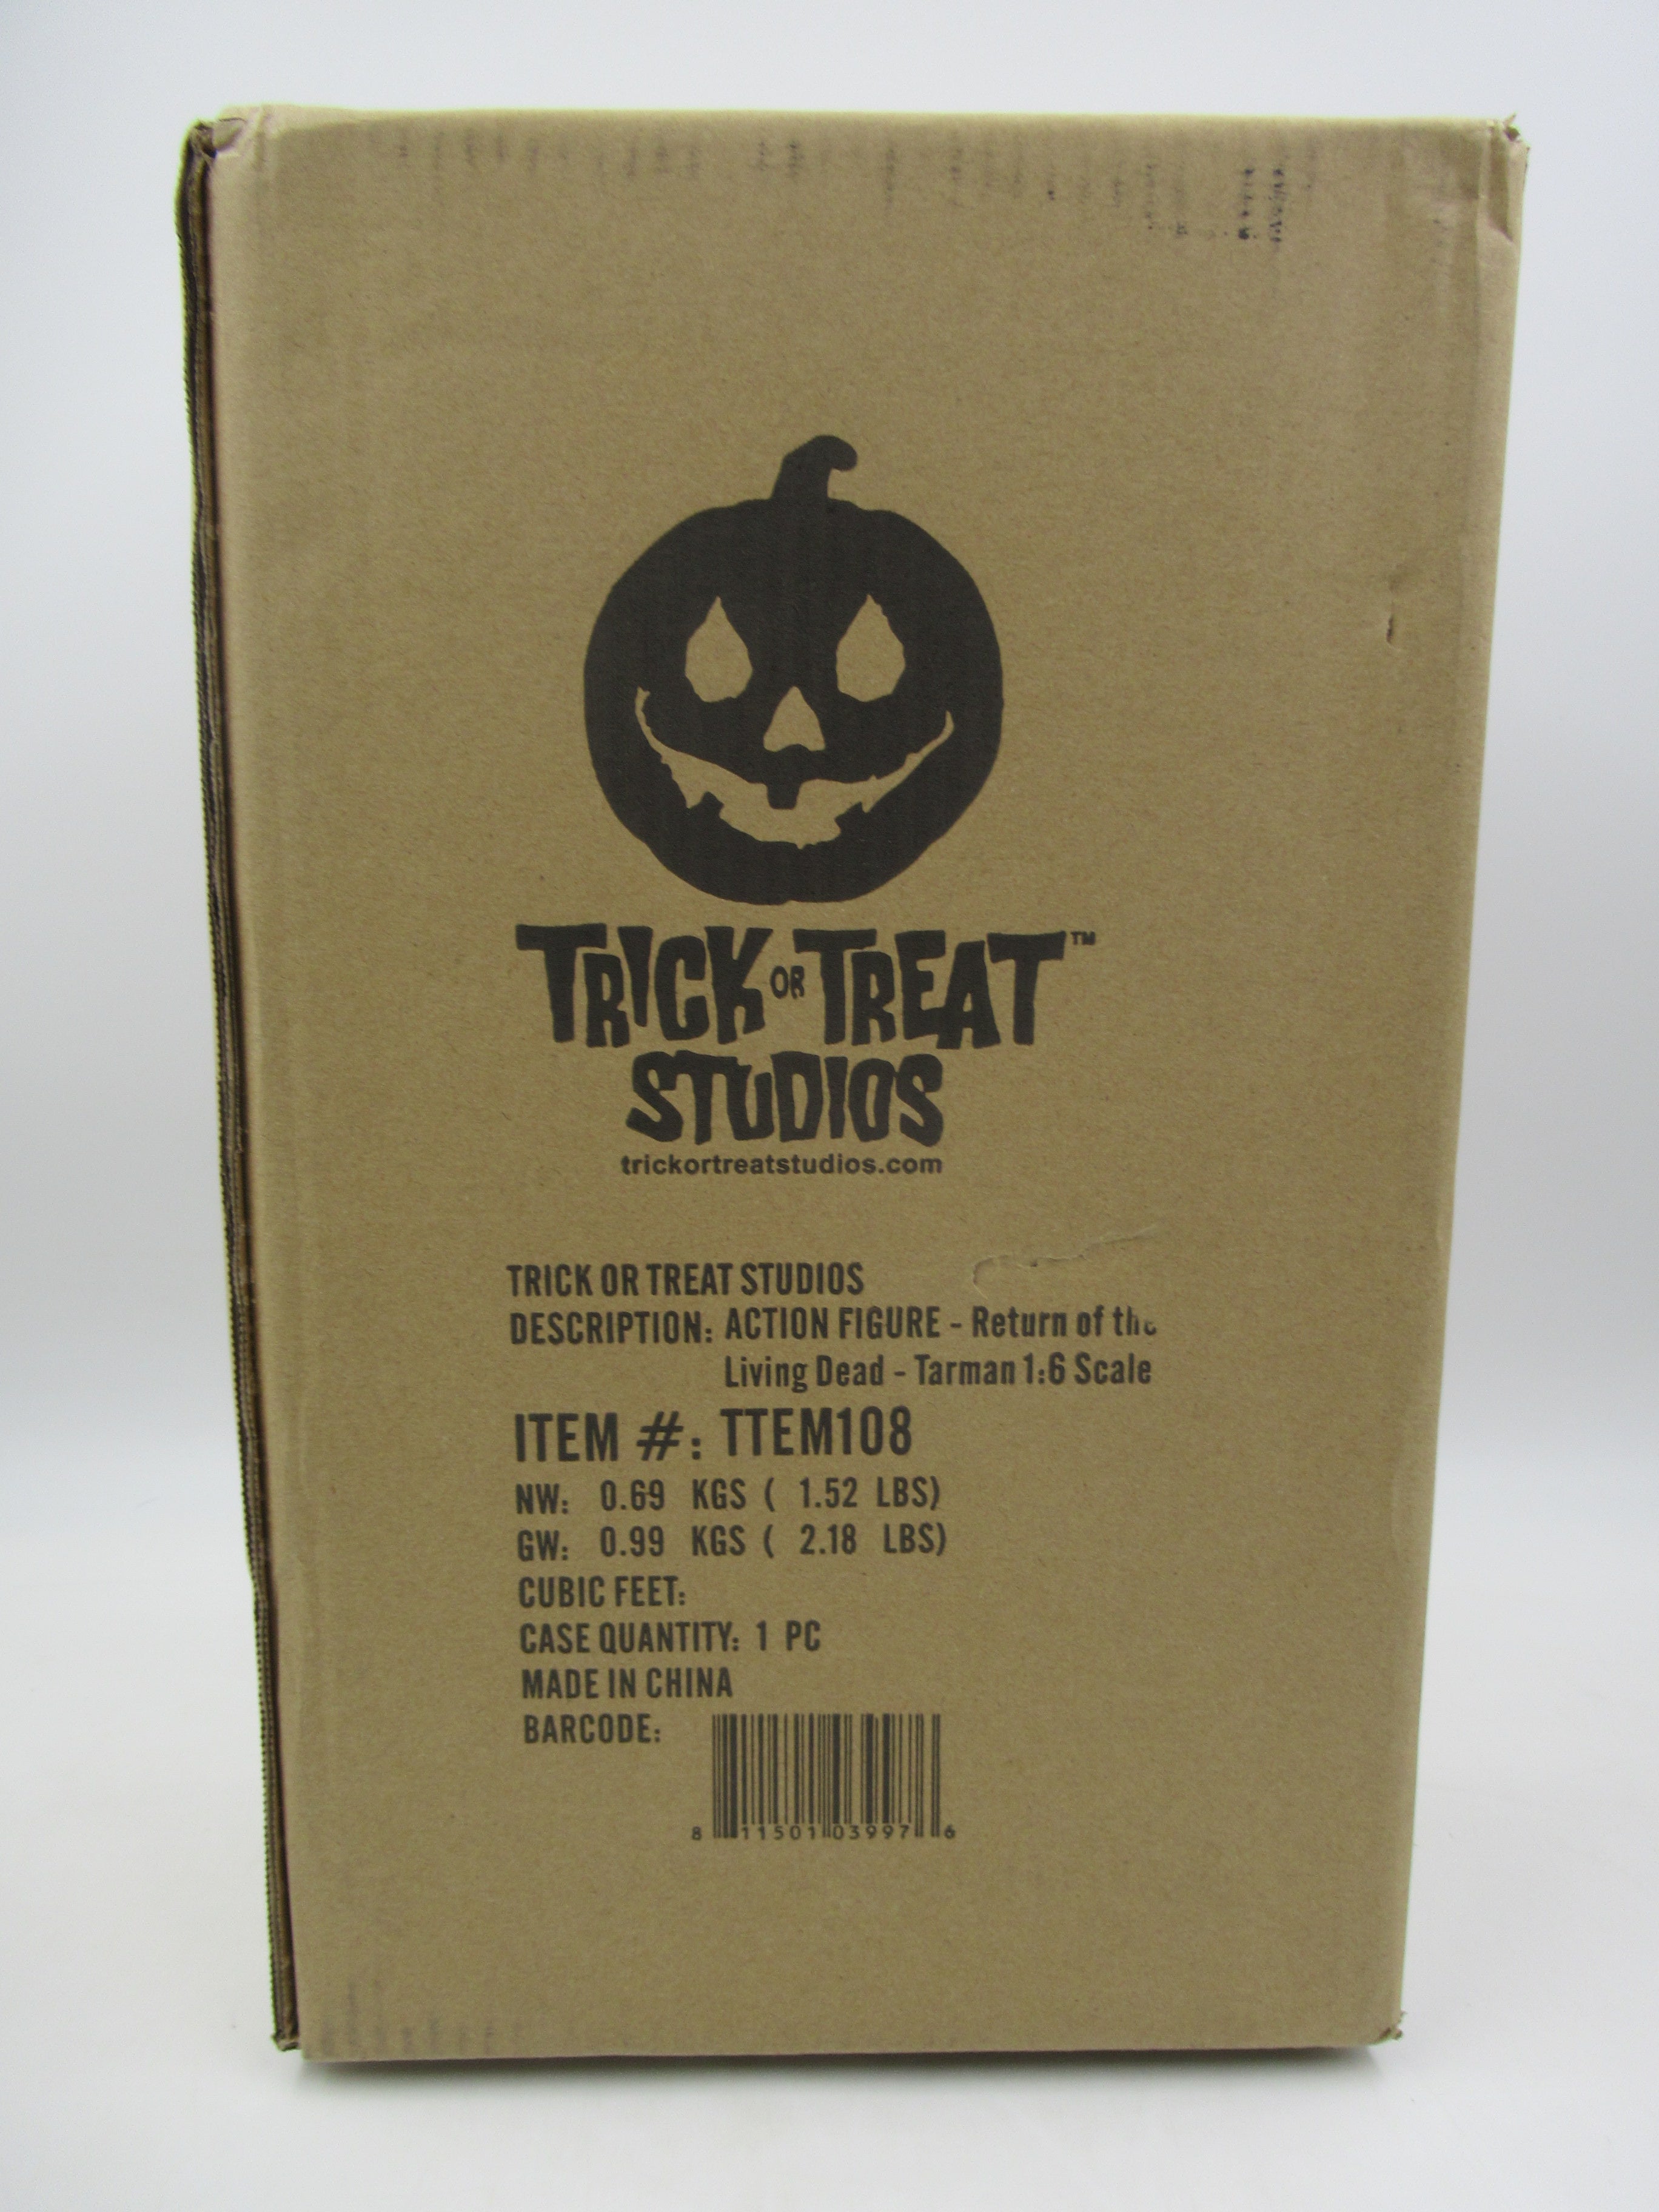 TRICK OR TREAT™
STUDIOS
trickortreatstudios.com
TRICK OR TREAT STUDIOS
DESCRIPTION: ACTION FIGURE - Return of the
Living Dead - Tarman 1:6 Scale
ITEM #: TTEM108
NW: 0.69 KGS ( 1.52 LBS)
GW: 0.99 KGS ( 2.18 LBS)
CUBIC FEET:
CASE QUANTITY: 1 PC
MADE IN CHINA
BARCODE:
8 11501 03997 6